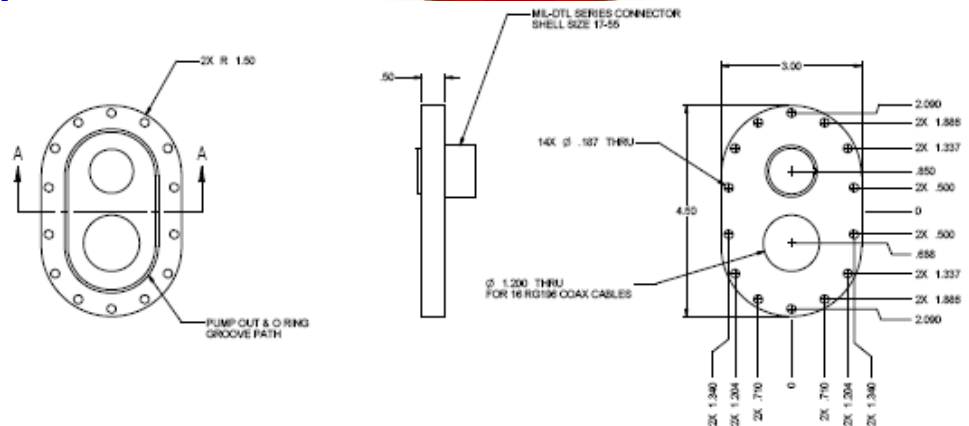 MIL-DTL SERIES CONNECTOR
SHELL SIZE 17-55
2X R 1.50
.50
3.00
2.090
2X 1.886
14X Ø .187 THRU
2X 1.337
A
A
.850
2X .500
4.50
0
2X .500
.688
2X 1.337
Ø 1.200 THRU
FOR 16 RG196 COAX CABLES
2X 1.886
PUMP OUT & O RING
GROOVE PATH
2.090
2X 1.340
2X 1.204
2X .710
0
2X .710
2X 1.204
2X 1.340